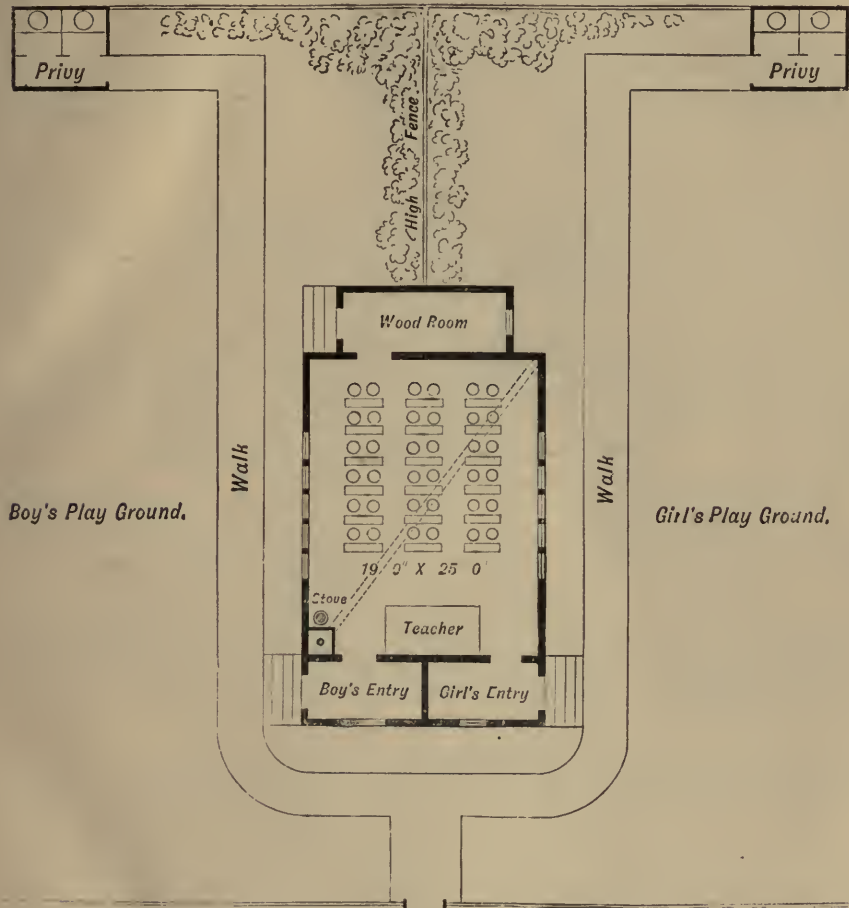 Privy
Privy
High Fence.
Wood Room
Walk
Walk
Boy's Play Ground.
Girl's Play Ground.
19' 0" X 25 0'
Stove
Teacher
Boy's Entry
Girl's Entry